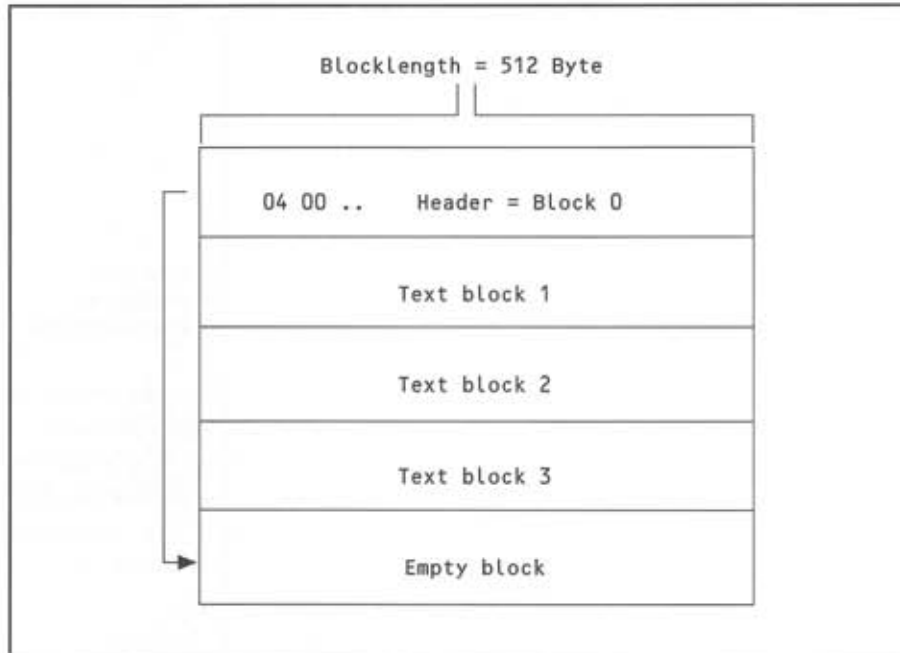 Blocklength = 512 Byte
04 00 .. Header = Block 0
Text block 1
Text block 2
Text block 3
Empty block